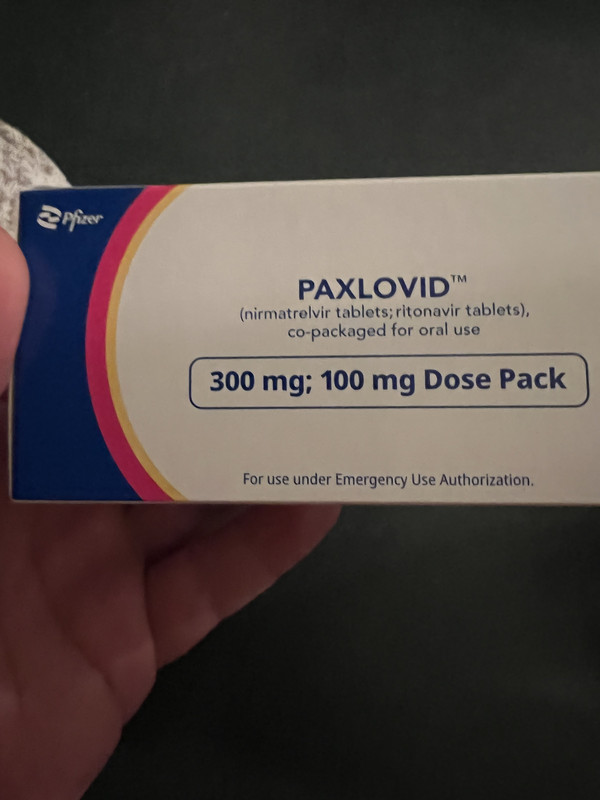 Pfizer
PAXLOVID™
(nirmatrelvir tablets; ritonavir tablets),
co-packaged for oral use
300 mg; 100 mg Dose Pack
For use under Emergency Use Authorization.